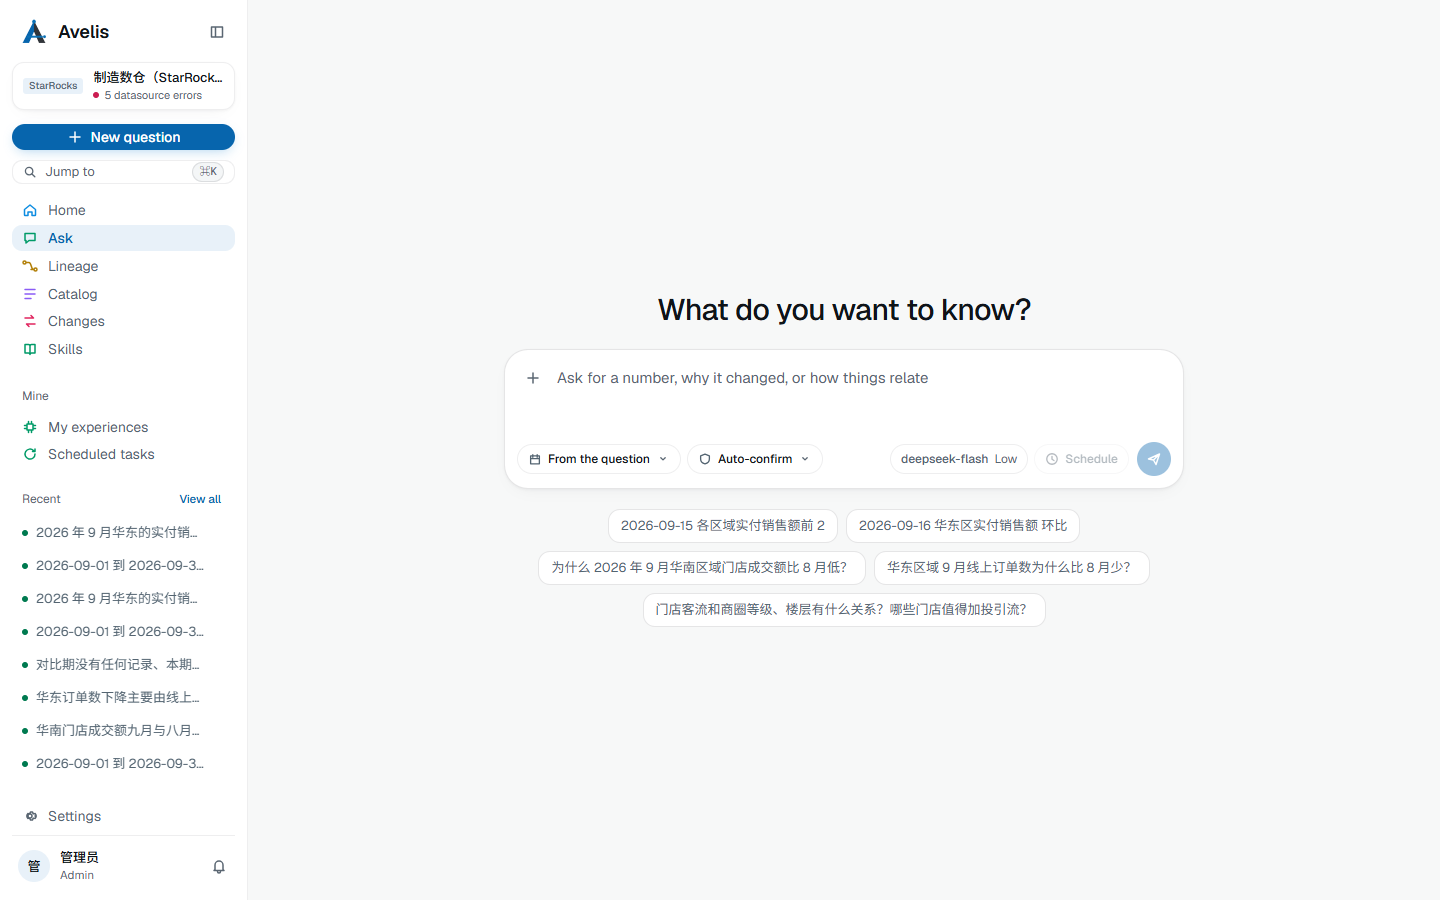 Avelis
StarRocks
制造数仓（StarRock...
5 datasource errors
New question
Jump to
⌘K
Home
Ask
Lineage
Catalog
Changes
Skills
Mine
My experiences
Scheduled tasks
Recent
View all
2026 年 9 月华东的实付销...
2026-09-01 到 2026-09-3...
2026 年 9 月华东的实付销...
2026-09-01 到 2026-09-3...
对比期没有任何记录、本期...
华东订单数下降主要由线上...
华南门店成交额九月与八月...
2026-09-01 到 2026-09-3...
Settings
管
管理员
Admin
What do you want to know?
Ask for a number, why it changed, or how things relate
From the question
Auto-confirm
deepseek-flash Low
Schedule
2026-09-15 各区域实付销售额前 2
2026-09-16 华东区实付销售额 环比
为什么 2026 年 9 月华南区域门店成交额比 8 月低？
华东区域 9 月线上订单数为什么比 8 月少？
门店客流和商圈等级、楼层有什么关系？哪些门店值得加投引流？